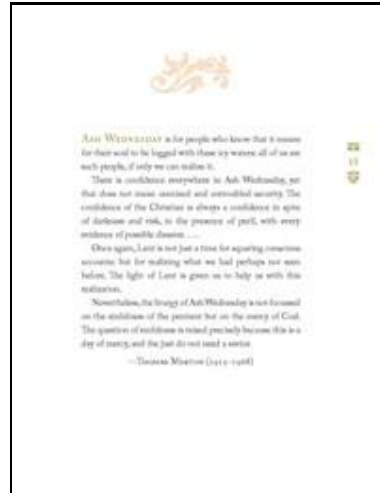 ASH WEDNESDAY is for people who know that it means
for their soul to be logged with these icy waters: all of us are
such people, if only we can realize it.
There is confidence everywhere in Ash Wednesday, yet
that does not mean unmixed and untroubled security. The
confidence of the Christian is always a confidence in spite
of darkness and risk, in the presence of peril, with every
evidence of possible disaster. . . .
Once again, Lent is not just a time for squaring conscious
accounts: but for realizing what we had perhaps not seen
before. The light of Lent is given us to help us with this
realization.
Nevertheless, the liturgy of Ash Wednesday is not focussed
on the sinfulness of the penitent but on the mercy of God.
The question of sinfulness is raised precisely because this is a
day of mercy, and the just do not need a savior.
—THOMAS MERTON (1915–1968)